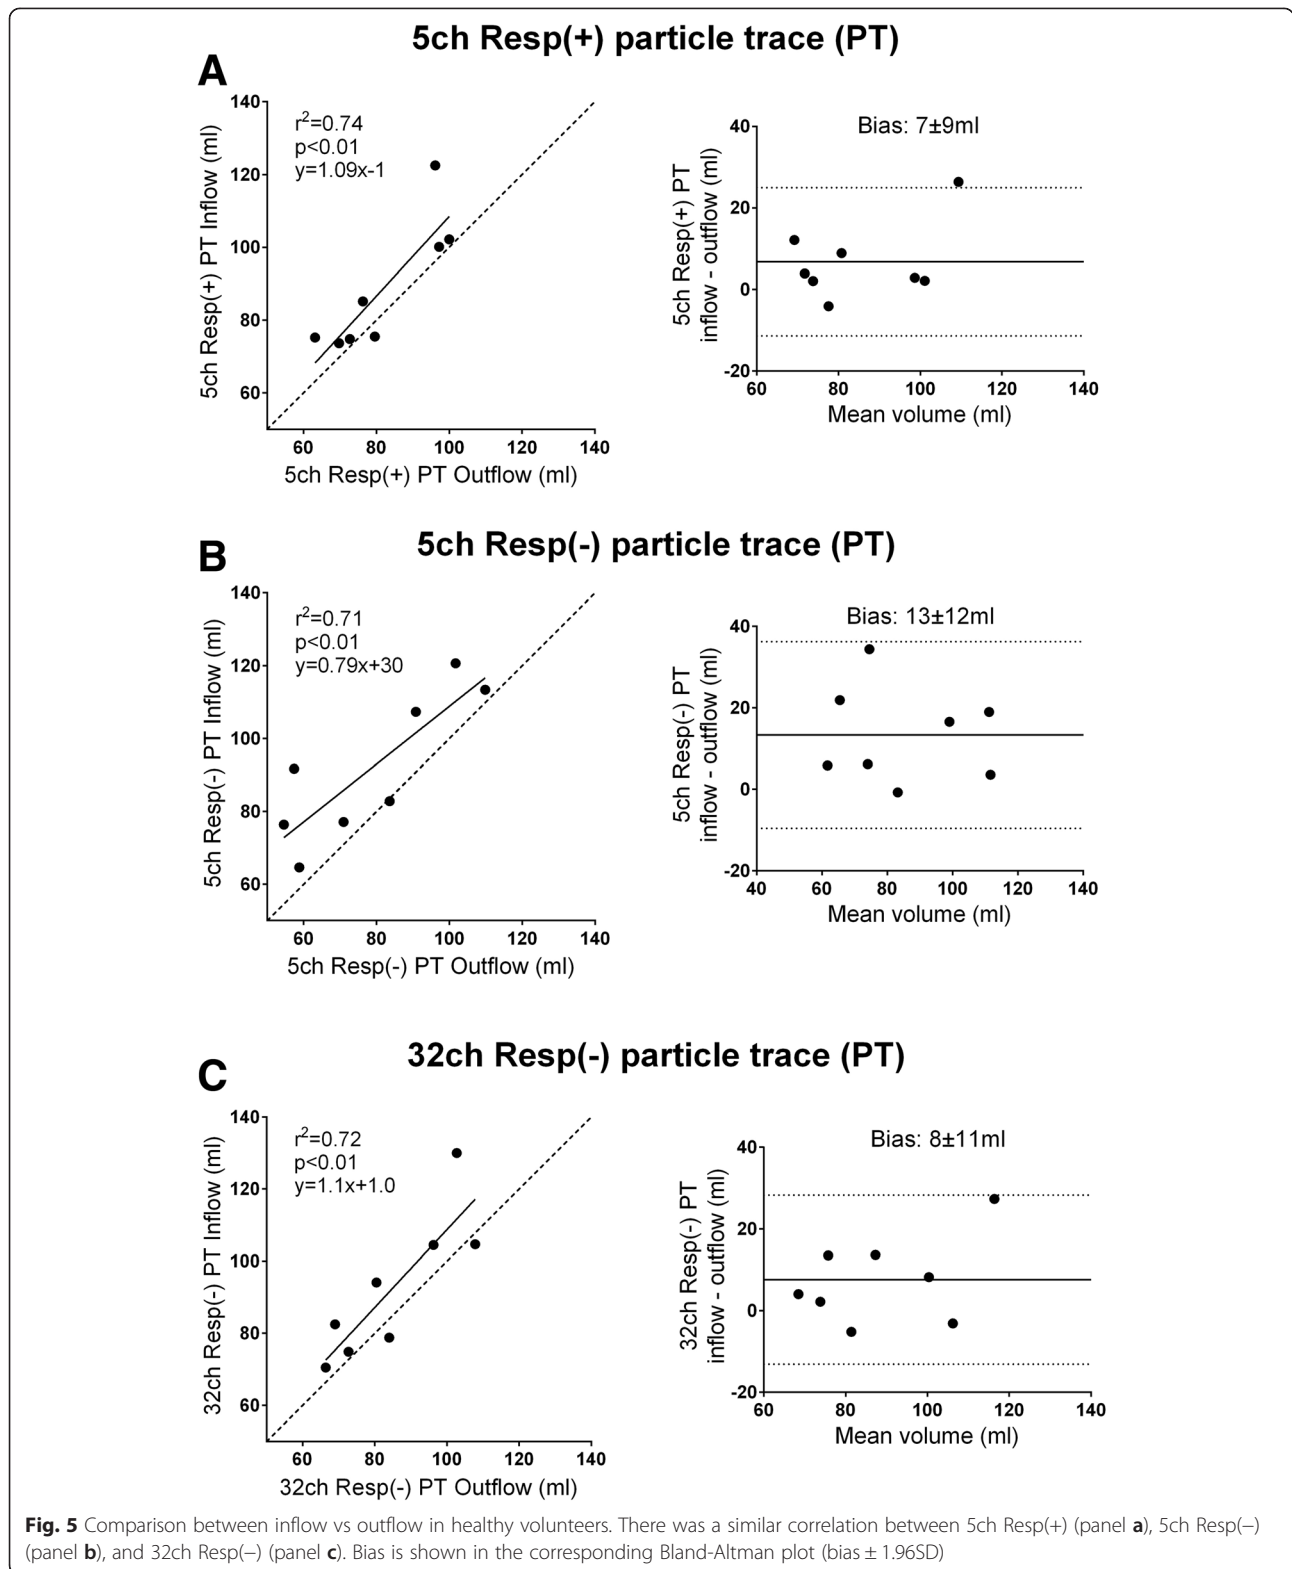 5ch Resp(+) particle trace (PT)
A
r²=0.74
p<0.01
y=1.09x-1
5ch Resp(+) PT Inflow (ml)
140
120
100
80
60
60 80 100 120 140
5ch Resp(+) PT Outflow (ml)
Bias: 7±9ml
5ch Resp(+) PT
inflow - outflow (ml)
40
20
0
-20
60 80 100 120 140
Mean volume (ml)
5ch Resp(-) particle trace (PT)
B
r²=0.71
p<0.01
y=0.79x+30
5ch Resp(-) PT Inflow (ml)
140
120
100
80
60
60 80 100 120 140
5ch Resp(-) PT Outflow (ml)
Bias: 13±12ml
5ch Resp(-) PT
inflow - outflow (ml)
40
20
0
-20
40 60 80 100 120 140
Mean volume (ml)
32ch Resp(-) particle trace (PT)
C
r²=0.72
p<0.01
y=1.1x+1.0
32ch Resp(-) PT Inflow (ml)
140
120
100
80
60
60 80 100 120 140
32ch Resp(-) PT Outflow (ml)
Bias: 8±11ml
32ch Resp(-) PT
inflow - outflow (ml)
40
20
0
-20
60 80 100 120 140
Mean volume (ml)
Fig. 5 Comparison between inflow vs outflow in healthy volunteers. There was a similar correlation between 5ch Resp(+) (panel a), 5ch Resp(−)
(panel b), and 32ch Resp(−) (panel c). Bias is shown in the corresponding Bland-Altman plot (bias ± 1.96SD)